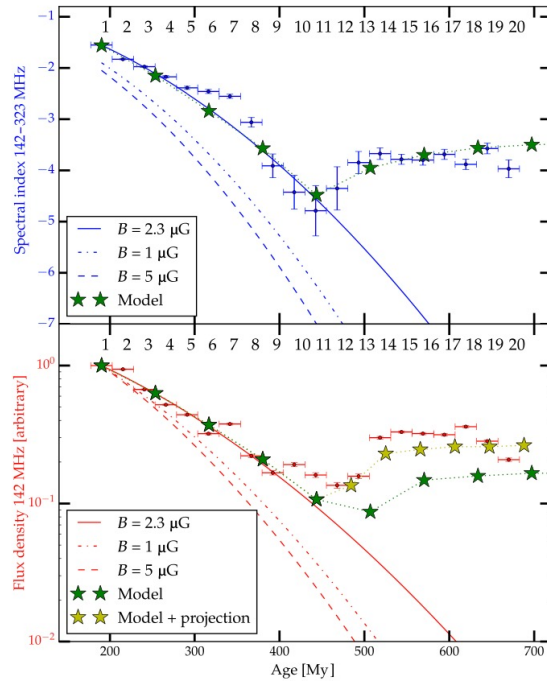 1 2 3 4 5 6 7 8 9 10 11 12 13 14 15 16 17 18 19 20
−1
−2
−3
−4
−5
−6
−7
Spectral index 142−323 MHz
B = 2.3 μG
B = 1 μG
B = 5 μG
Model
1 2 3 4 5 6 7 8 9 10 11 12 13 14 15 16 17 18 19 20
10⁰
10⁻¹
10⁻²
Flux density 142 MHz [arbitrary]
B = 2.3 μG
B = 1 μG
B = 5 μG
Model
Model + projection
200 300 400 500 600 700
Age [My]